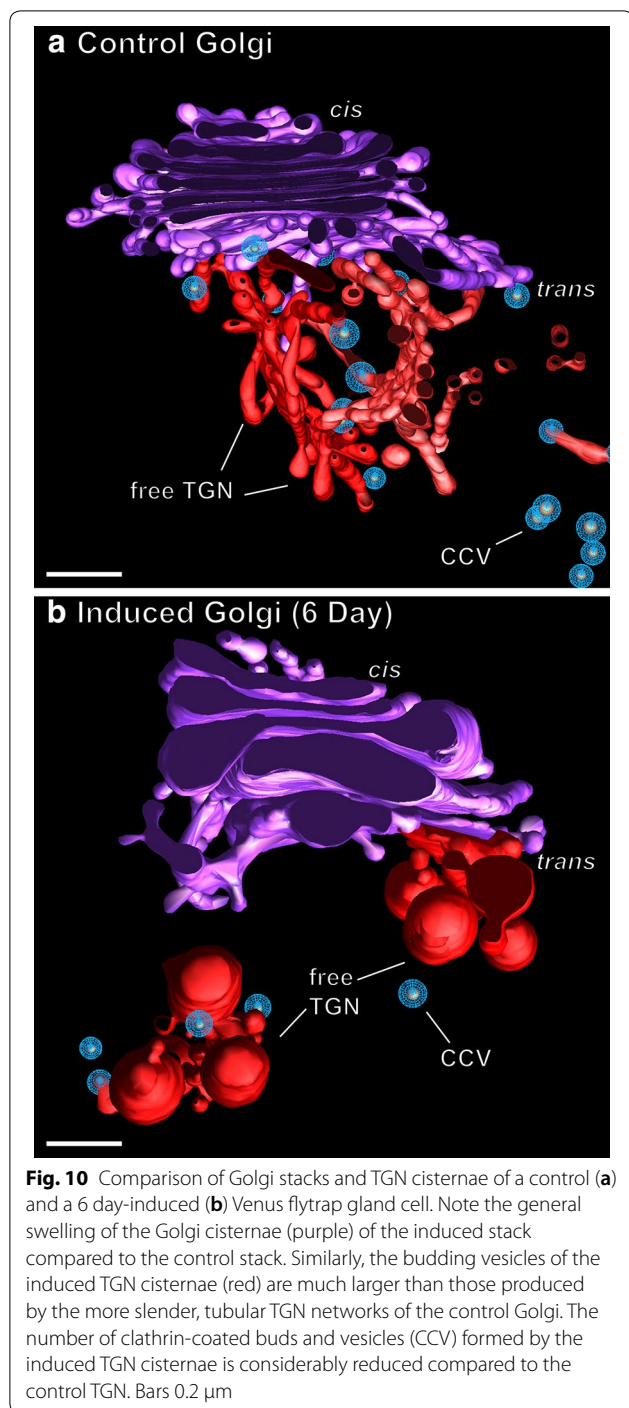 a Control Golgi
cis
trans
free TGN
CCV
b Induced Golgi (6 Day)
cis
trans
free
TGN
CCV
Fig. 10 Comparison of Golgi stacks and TGN cisternae of a control (a)
and a 6 day-induced (b) Venus flytrap gland cell. Note the general
swelling of the Golgi cisternae (purple) of the induced stack
compared to the control stack. Similarly, the budding vesicles of the
induced TGN cisternae (red) are much larger than those produced
by the more slender, tubular TGN networks of the control Golgi. The
number of clathrin-coated buds and vesicles (CCV) formed by the
induced TGN cisternae is considerably reduced compared to the
control TGN. Bars 0.2 μm